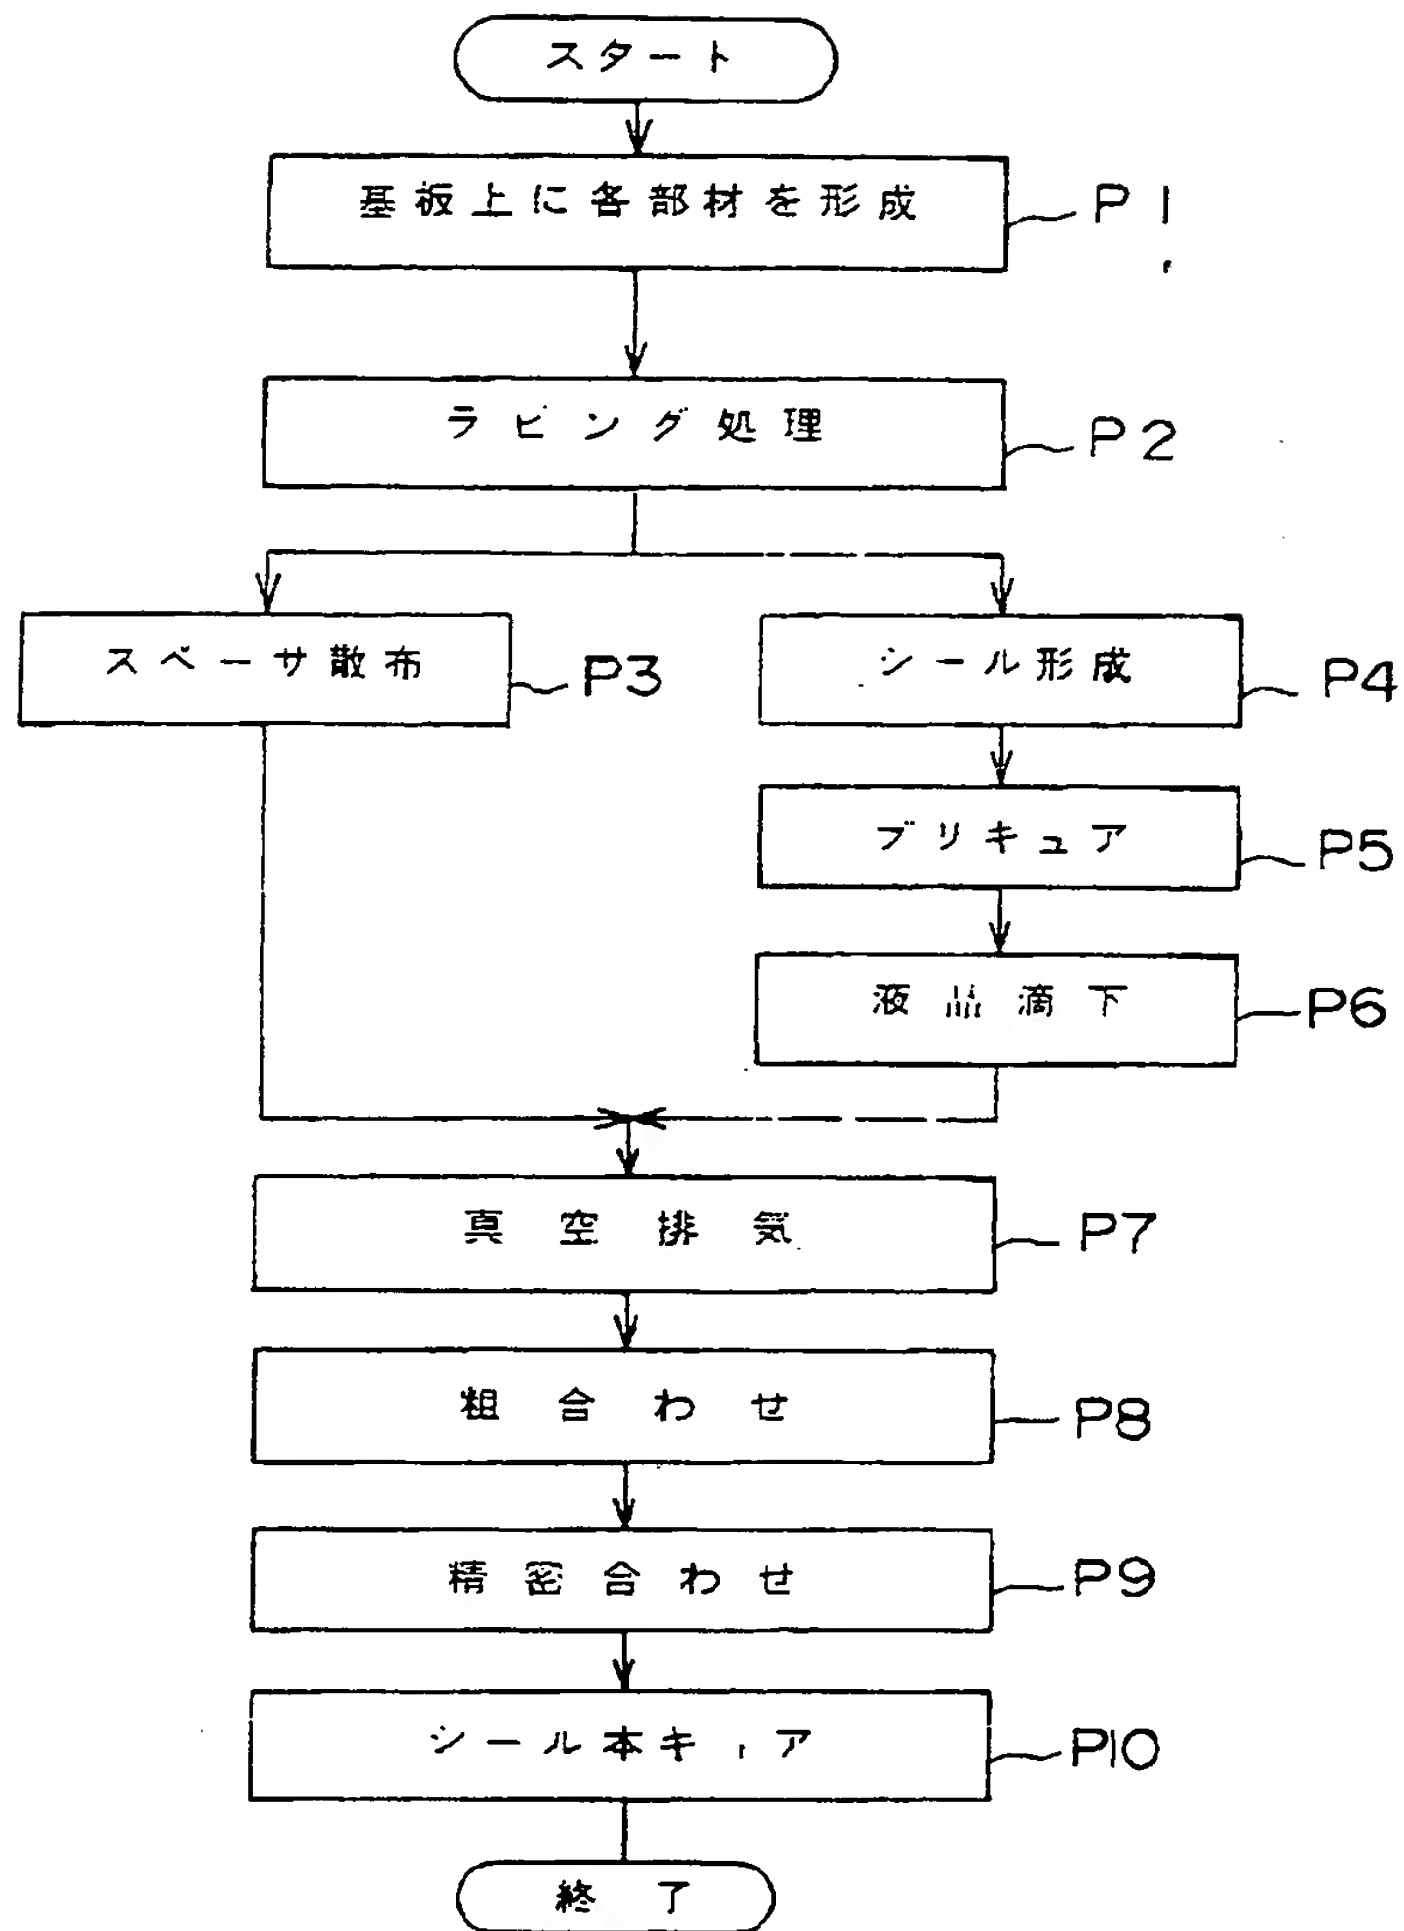 スタート
基板上に各部材を形成
P1
ラビング処理
P2
スペーサ散布
P3
シール形成
P4
プリキュア
P5
液晶滴下
P6
真空排気
P7
粗合わせ
P8
精密合わせ
P9
シール本キュア
P10
終了